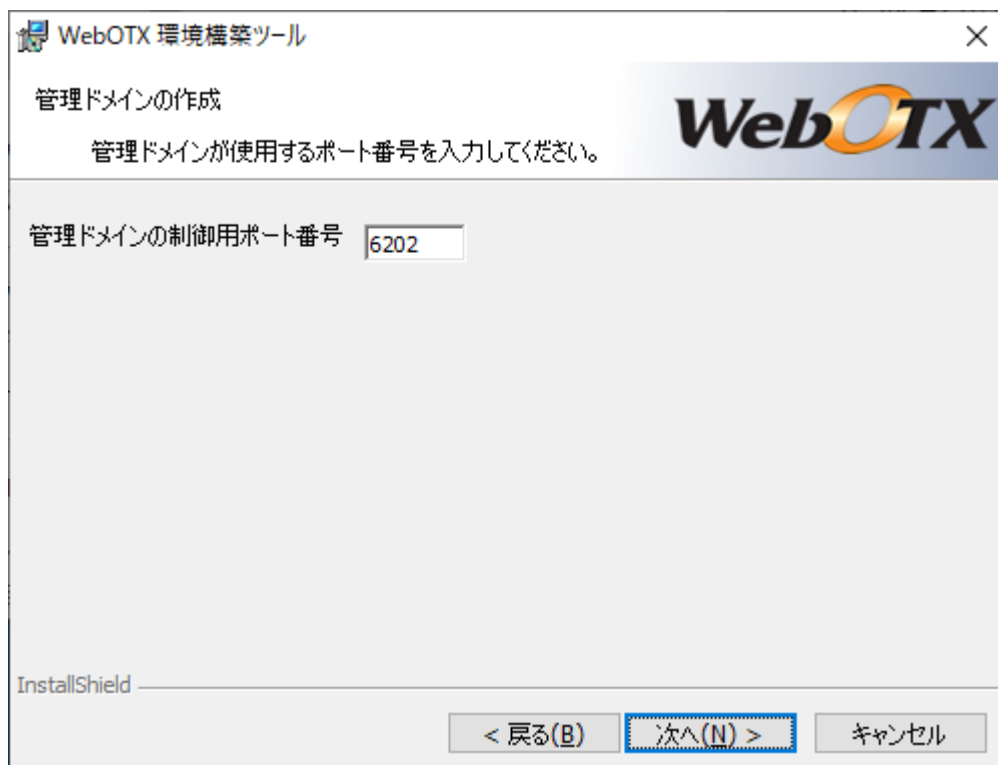 WebOTX 環境構築ツール
管理ドメインの作成
WebOTX
管理ドメインが使用するポート番号を入力してください。
管理ドメインの制御用ポート番号 6202
InstallShield
< 戻る(B) 次へ(N) > キャンセル